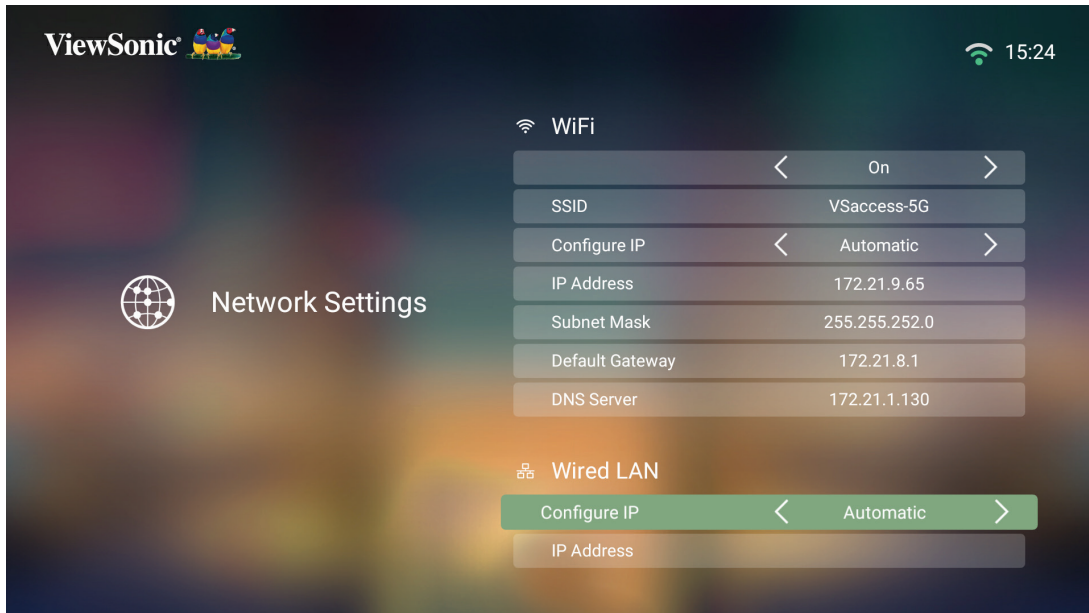 ViewSonic®
15:24
WiFi
On
SSID VSaccess-5G
Configure IP Automatic
IP Address 172.21.9.65
Subnet Mask 255.255.252.0
Default Gateway 172.21.8.1
DNS Server 172.21.1.130
Network Settings
Wired LAN
Configure IP Automatic
IP Address